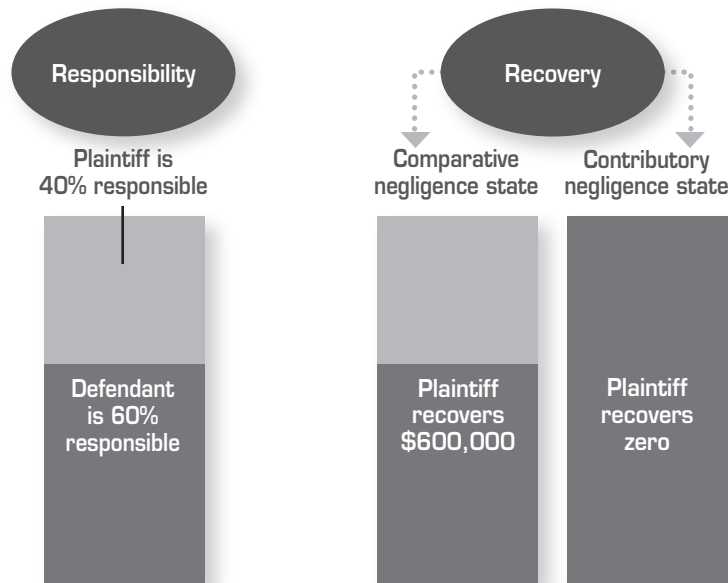 Responsibility
Plaintiff is
40% responsible
Defendant
is 60%
responsible
Recovery
Comparative
negligence state
Plaintiff
recovers
$600,000
Contributory
negligence state
Plaintiff
recovers
zero